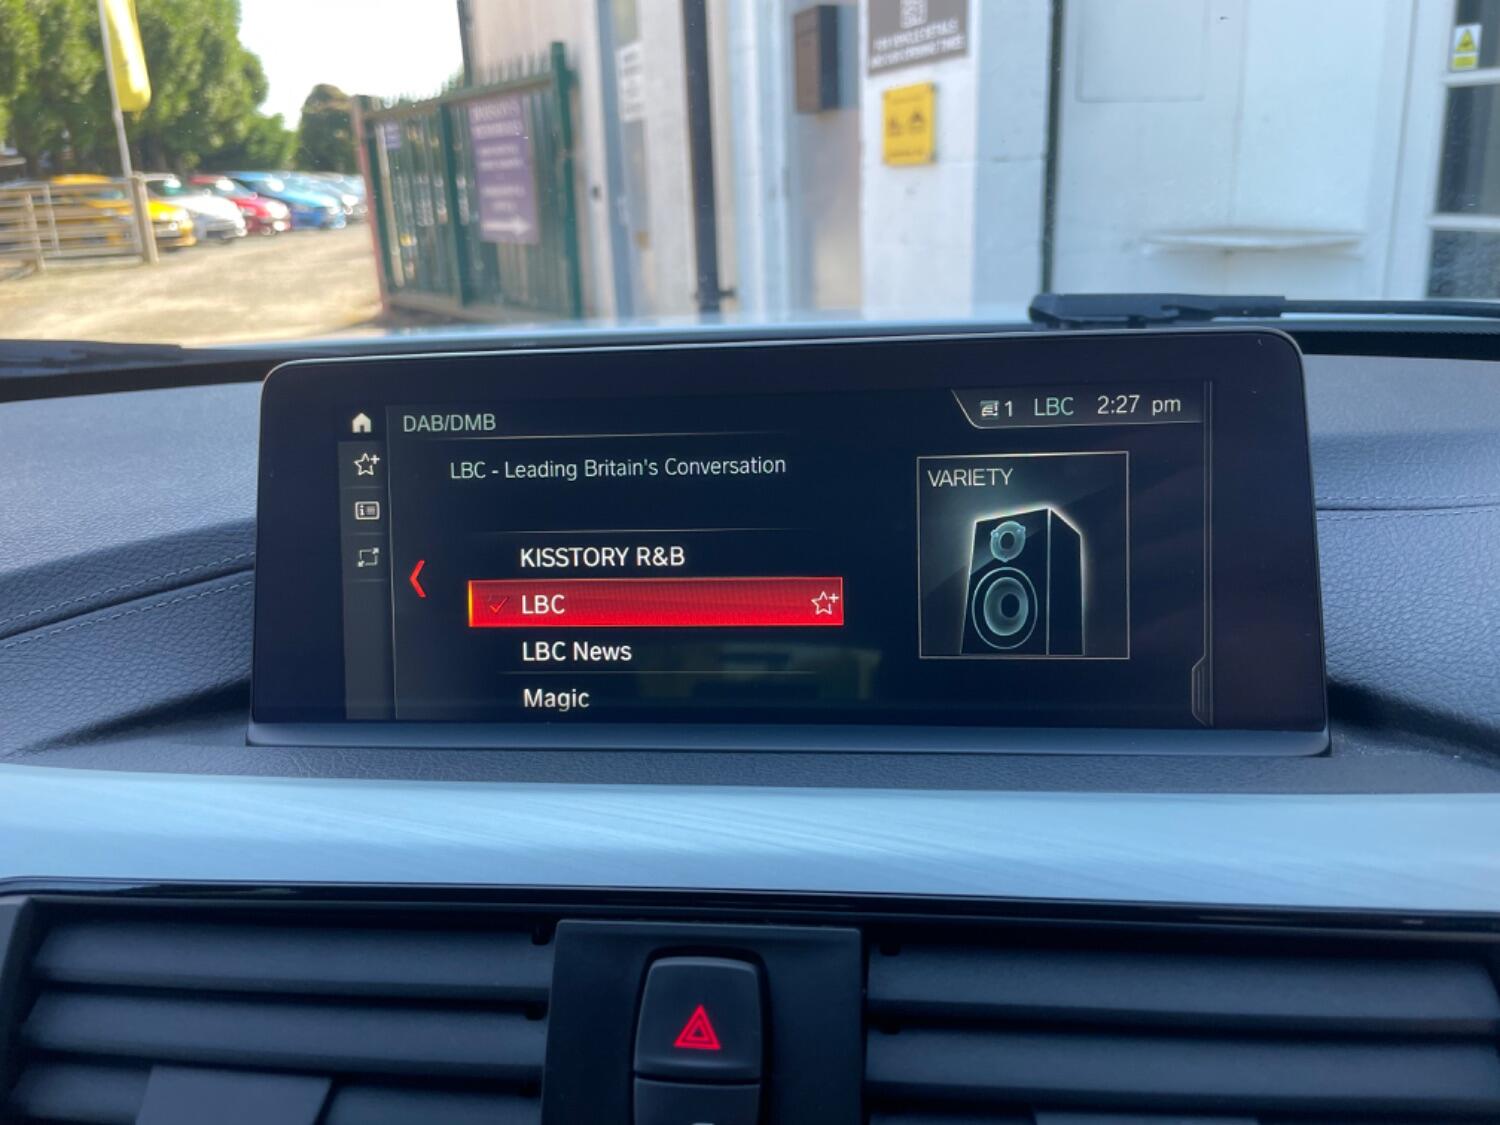 DAB/DMB
1 LBC 2:27 pm
LBC - Leading Britain's Conversation
VARIETY
KISSTORY R&B
LBC
LBC News
Magic